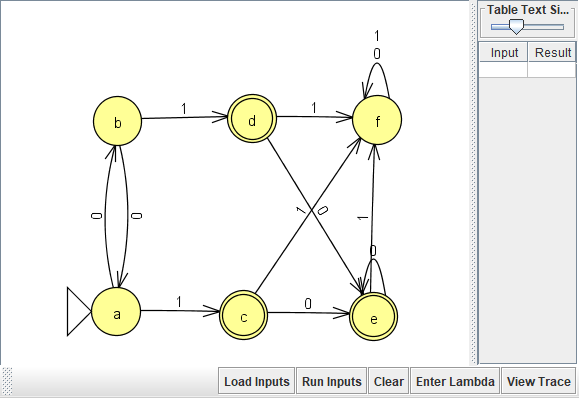 Table Text Si...
Input Result
1
0
b
1
d
1
f
0
0
1
0
1
0
a
1
c
0
e
Load Inputs Run Inputs Clear Enter Lambda View Trace